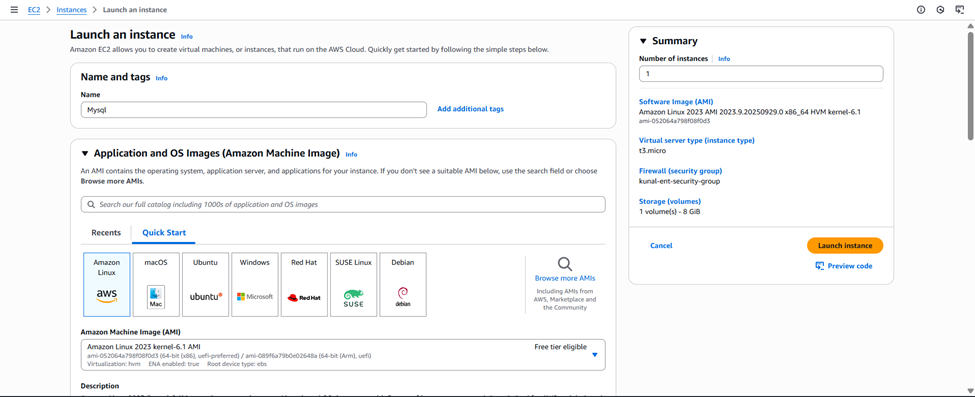 EC2 > Instances > Launch an instance
Launch an instance Info
Amazon EC2 allows you to create virtual machines, or instances, that run on the AWS Cloud. Quickly get started by following the simple steps below.
Name and tags Info
Name
Mysql
Add additional tags
Application and OS Images (Amazon Machine Image) Info
An AMI contains the operating system, application server, and applications for your instance. If you don't see a suitable AMI below, use the search field or choose
Browse more AMIs.
Search our full catalog including 1000s of application and OS images
Recents
Quick Start
Amazon
Linux
aws
macOS
Mac
Ubuntu
ubuntu
Windows
Microsoft
Red Hat
Red Hat
SUSE Linux
SUSE
Debian
debian
Browse more AMIs
Including AMIs from
AWS, Marketplace and
the Community
Amazon Machine Image (AMI)
Amazon Linux 2023 kernel-6.1 AMI
Free tier eligible
ami-052064a798f08f0d3 (64-bit (x86), uefi-preferred) / ami-089f6a79b0e02648a (64-bit (Arm), uefi)
Virtualization: hvm ENA enabled: true Root device type: ebs
Description
Summary
Number of instances Info
1
Software Image (AMI)
Amazon Linux 2023 AMI 2023.9.20250929.0 x86_64 HVM kernel-6.1
ami-052064a798f08f0d3
Virtual server type (instance type)
t3.micro
Firewall (security group)
kunal-ent-security-group
Storage (volumes)
1 volume(s) - 8 GiB
Cancel
Launch instance
Preview code